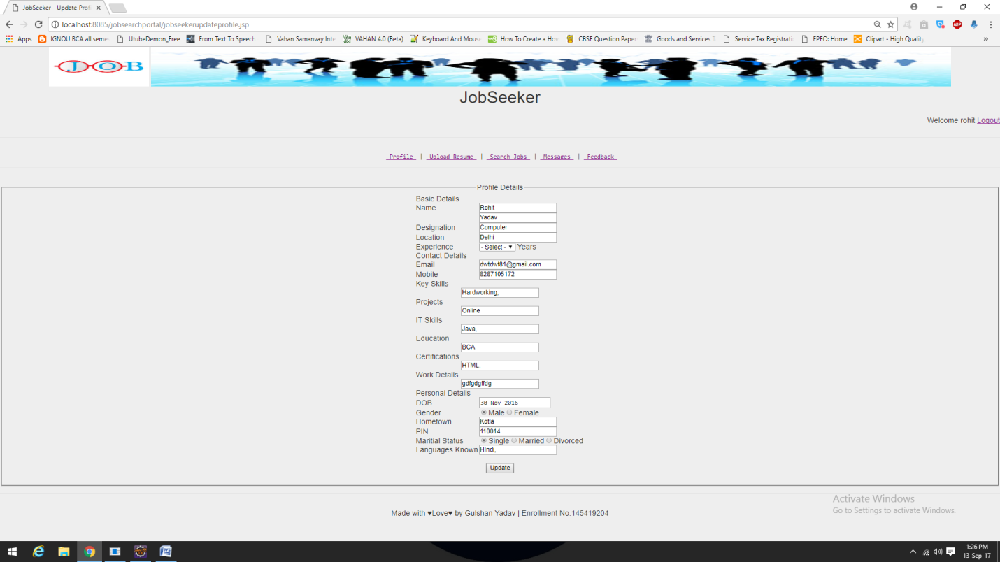 JobSeeker - Update Prof
localhost:8085/jobsearchportal/jobseekerupdateprofile.jsp
Apps IGNOU BCA all semes UtubeDemon_Free From Text To Speech Vahan Samanvay Inte VAHAN 4.0 (Beta) Keyboard And Mouse How To Create a How CBSE Question Paper Goods and Services T Service Tax Registratio EPFO: Home Clipart - High Quality »
JOB
JobSeeker
Welcome rohit Logout
Profile | Upload Resume | Search Jobs | Messages | Feedback
Profile Details
Basic Details
Name Rohit
Yadav
Designation Computer
Location Delhi
Experience - Select - Years
Contact Details
Email dwtdwt81@gmail.com
Mobile 8287105172
Key Skills
Hardworking,
Projects
Online
IT Skills
Java,
Education
BCA
Certifications
HTML,
Work Details
gdfgdgffdg
Personal Details
DOB 30-Nov-2016
Gender Male Female
Hometown Kotla
PIN 110014
Maritial Status Single Married Divorced
Languages Known HIndi,
Update
Activate Windows
Go to Settings to activate Windows.
Made with ♥Love♥ by Gulshan Yadav | Enrollment No.145419204
1:26 PM
13-Sep-17